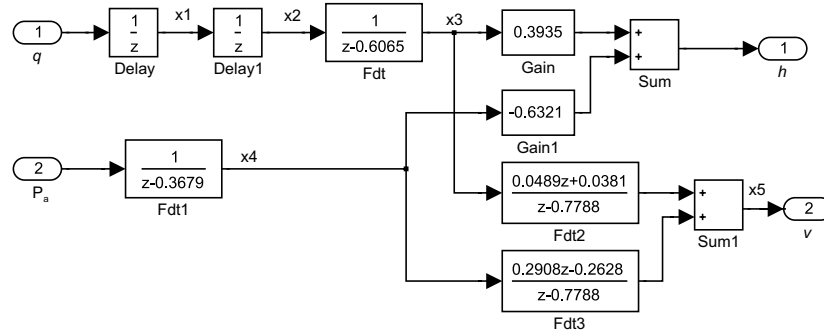 1
q
1
z
Delay
x1
1
z
Delay1
x2
1
z-0.6065
Fdt
x3
0.3935
Gain
+
+
Sum
1
h
-0.6321
Gain1
2
P_a
1
z-0.3679
Fdt1
x4
0.0489z+0.0381
z-0.7788
Fdt2
+
+
Sum1
x5
2
v
0.2908z-0.2628
z-0.7788
Fdt3